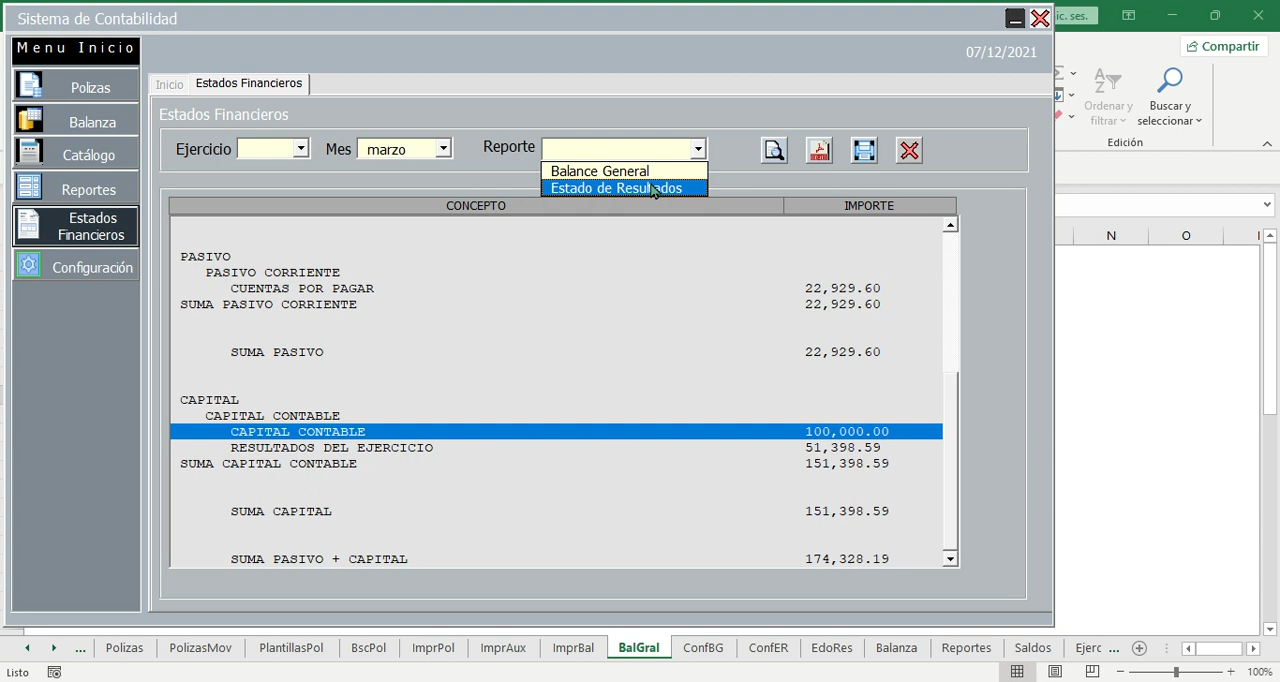 Sistema de Contabilidad
ic. ses.
Compartir
Menu Inicio
07/12/2021
Polizas
Balanza
Catálogo
Reportes
Estados
Financieros
Configuración
Inicio
Estados Financieros
Ordenar y
filtrar
Buscar y
seleccionar
Edición
Estados Financieros
Ejercicio
Mes marzo
Reporte
Balance General
Estado de Resultados
CONCEPTO IMPORTE
N O
PASIVO
PASIVO CORRIENTE
CUENTAS POR PAGAR 22,929.60
SUMA PASIVO CORRIENTE 22,929.60
SUMA PASIVO 22,929.60
CAPITAL
CAPITAL CONTABLE
CAPITAL CONTABLE 100,000.00
RESULTADOS DEL EJERCICIO 51,398.59
SUMA CAPITAL CONTABLE 151,398.59
SUMA CAPITAL 151,398.59
SUMA PASIVO + CAPITAL 174,328.19
... Polizas PolizasMov PlantillasPol BscPol ImprPol ImprAux ImprBal BalGral ConfBG ConfER EdoRes Balanza Reportes Saldos Ejerc ...
Listo
100%